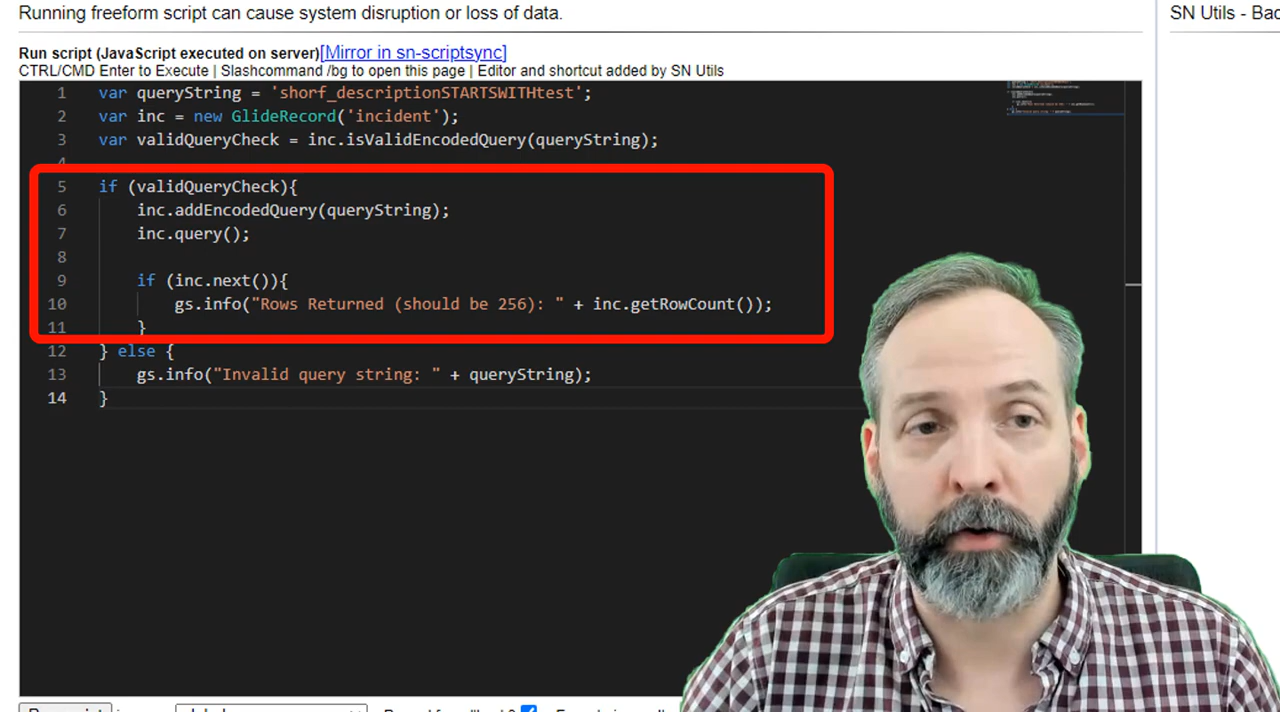 Running freeform script can cause system disruption or loss of data.
SN Utils - Bac
Run script (JavaScript executed on server)[Mirror in sn-scriptsync]
CTRL/CMD Enter to Execute | Slashcommand /bg to open this page | Editor and shortcut added by SN Utils
1 var queryString = 'shorf_descriptionSTARTSWITHtest';
2 var inc = new GlideRecord('incident');
3 var validQueryCheck = inc.isValidEncodedQuery(queryString);
4
5 if (validQueryCheck){
6 inc.addEncodedQuery(queryString);
7 inc.query();
8
9 if (inc.next()){
10 gs.info("Rows Returned (should be 256): " + inc.getRowCount());
11 }
12 } else {
13 gs.info("Invalid query string: " + queryString);
14 }